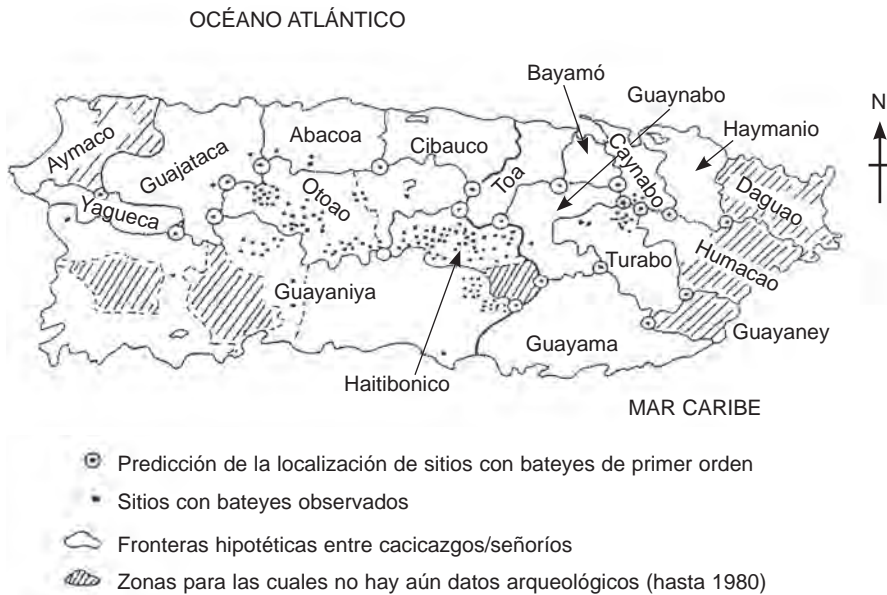 OCÉANO ATLÁNTICO
Bayamó
Guaynabo
N
Haymanio
Abacoa
Cibauco
Aymaco
Guajataca
Toa
Caynabo
Otoao
?
Daguao
Yagueca
Turabo
Humacao
Guayaniya
Guayama
Guayaney
Haitibonico
MAR CARIBE
Predicción de la localización de sitios con bateyes de primer orden
Sitios con bateyes observados
Fronteras hipotéticas entre cacicazgos/señoríos
Zonas para las cuales no hay aún datos arqueológicos (hasta 1980)